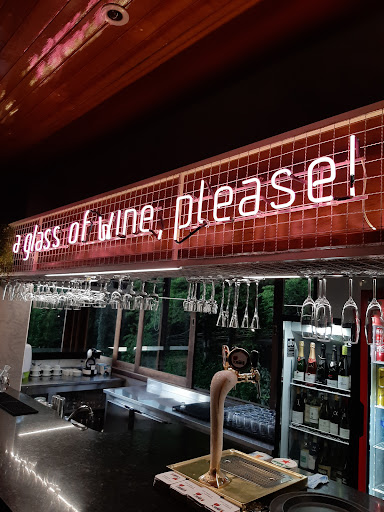 a glass of wine, please!